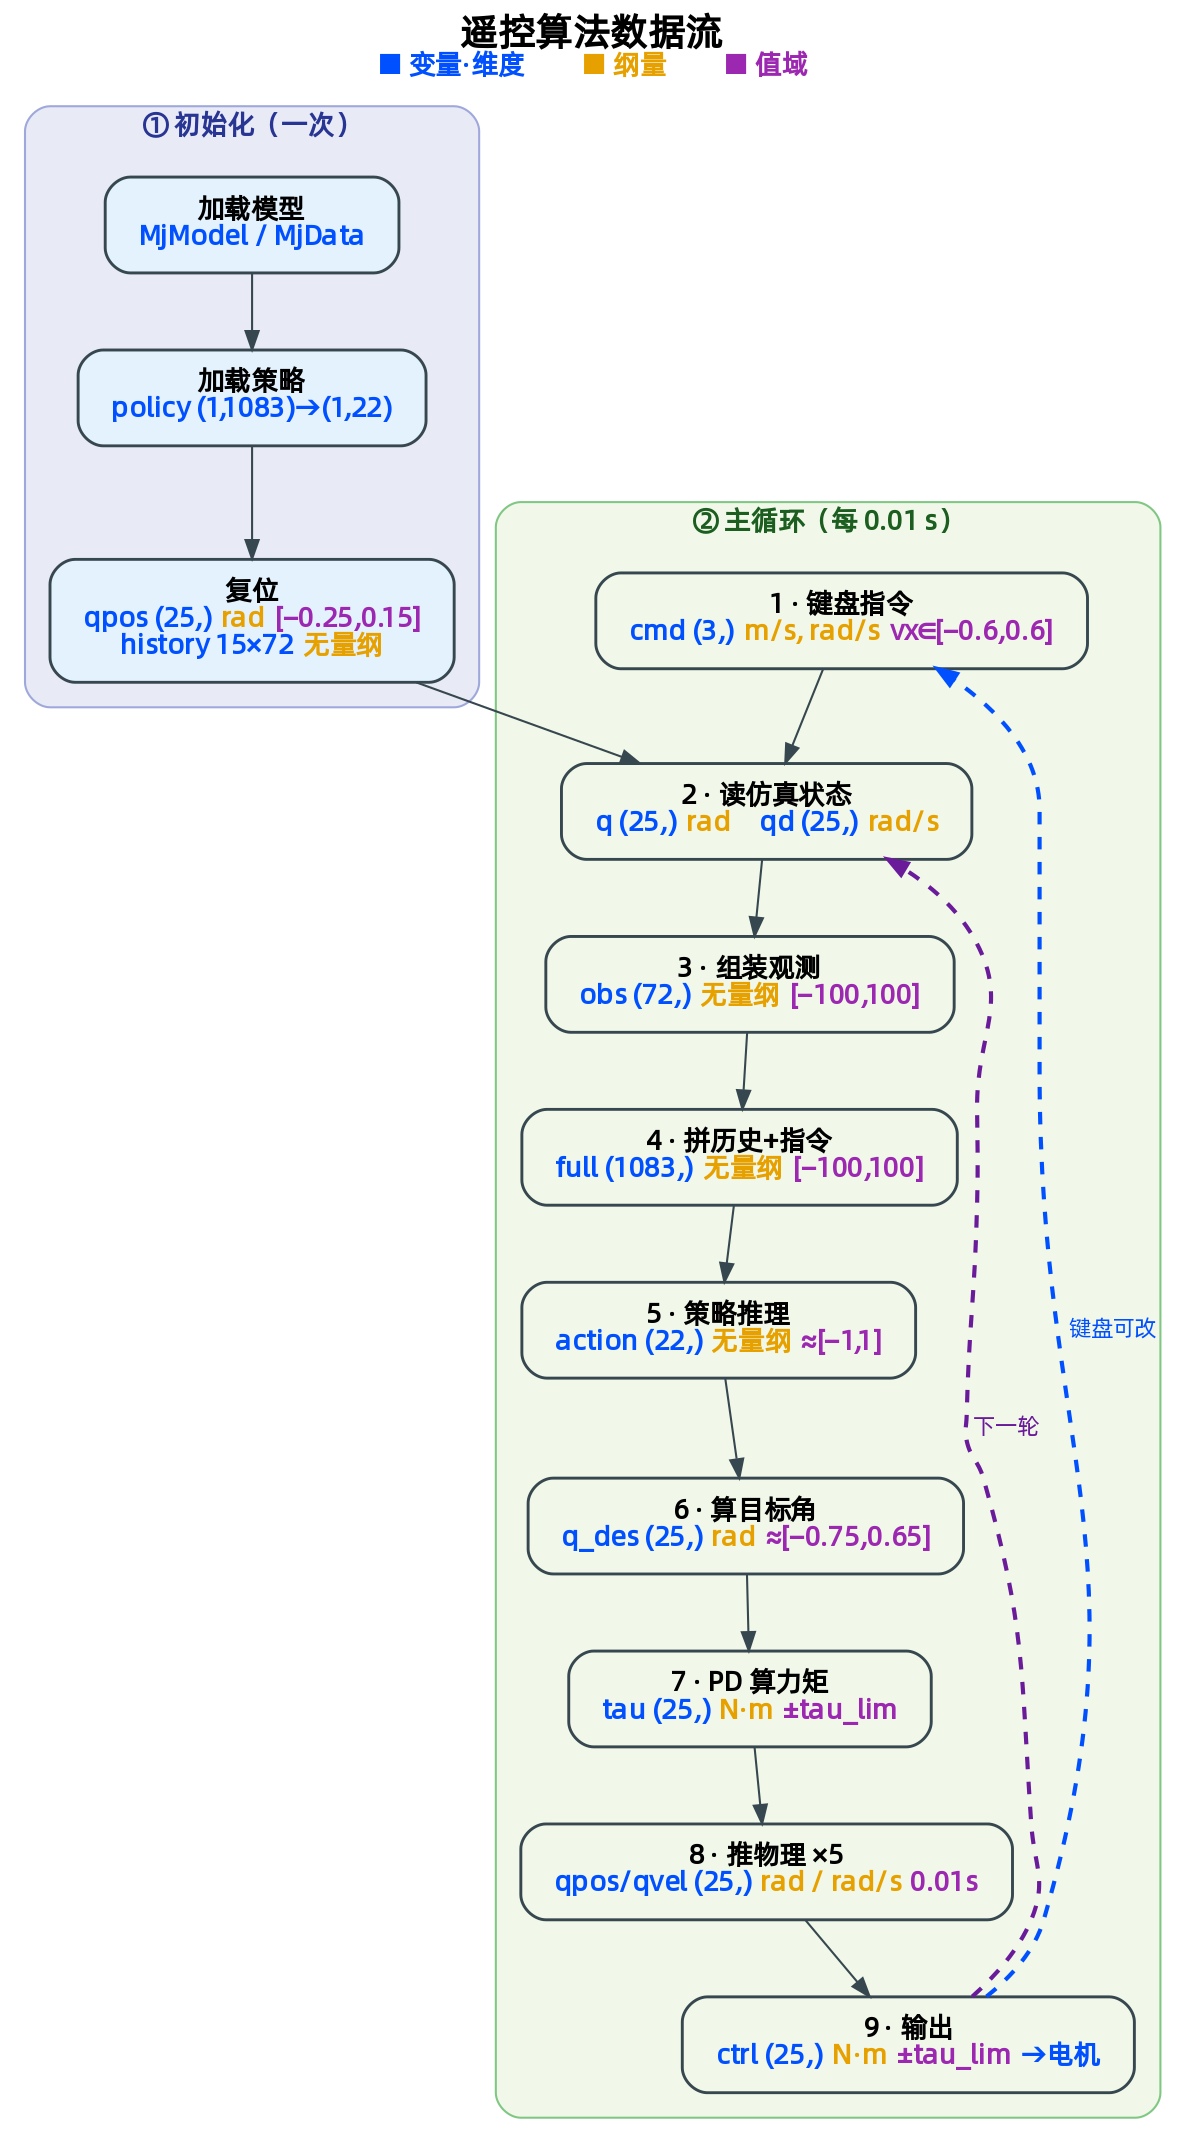 遥控算法数据流
■ 变量·维度 ■ 纲量 ■ 值域
① 初始化（一次）
加载模型
MjModel / MjData
加载策略
policy (1,1083)→(1,22)
复位
qpos (25,) rad [−0.25,0.15]
history 15×72 无量纲
② 主循环（每 0.01 s）
1 · 键盘指令
cmd (3,) m/s, rad/s vx∈[−0.6,0.6]
2 · 读仿真状态
q (25,) rad qd (25,) rad/s
3 · 组装观测
obs (72,) 无量纲 [−100,100]
4 · 拼历史+指令
full (1083,) 无量纲 [−100,100]
5 · 策略推理
action (22,) 无量纲 ≈[−1,1]
键盘可改
下一轮
6 · 算目标角
q_des (25,) rad ≈[−0.75,0.65]
7 · PD 算力矩
tau (25,) N·m ±tau_lim
8 · 推物理 ×5
qpos/qvel (25,) rad / rad/s 0.01s
9 · 输出
ctrl (25,) N·m ±tau_lim →电机